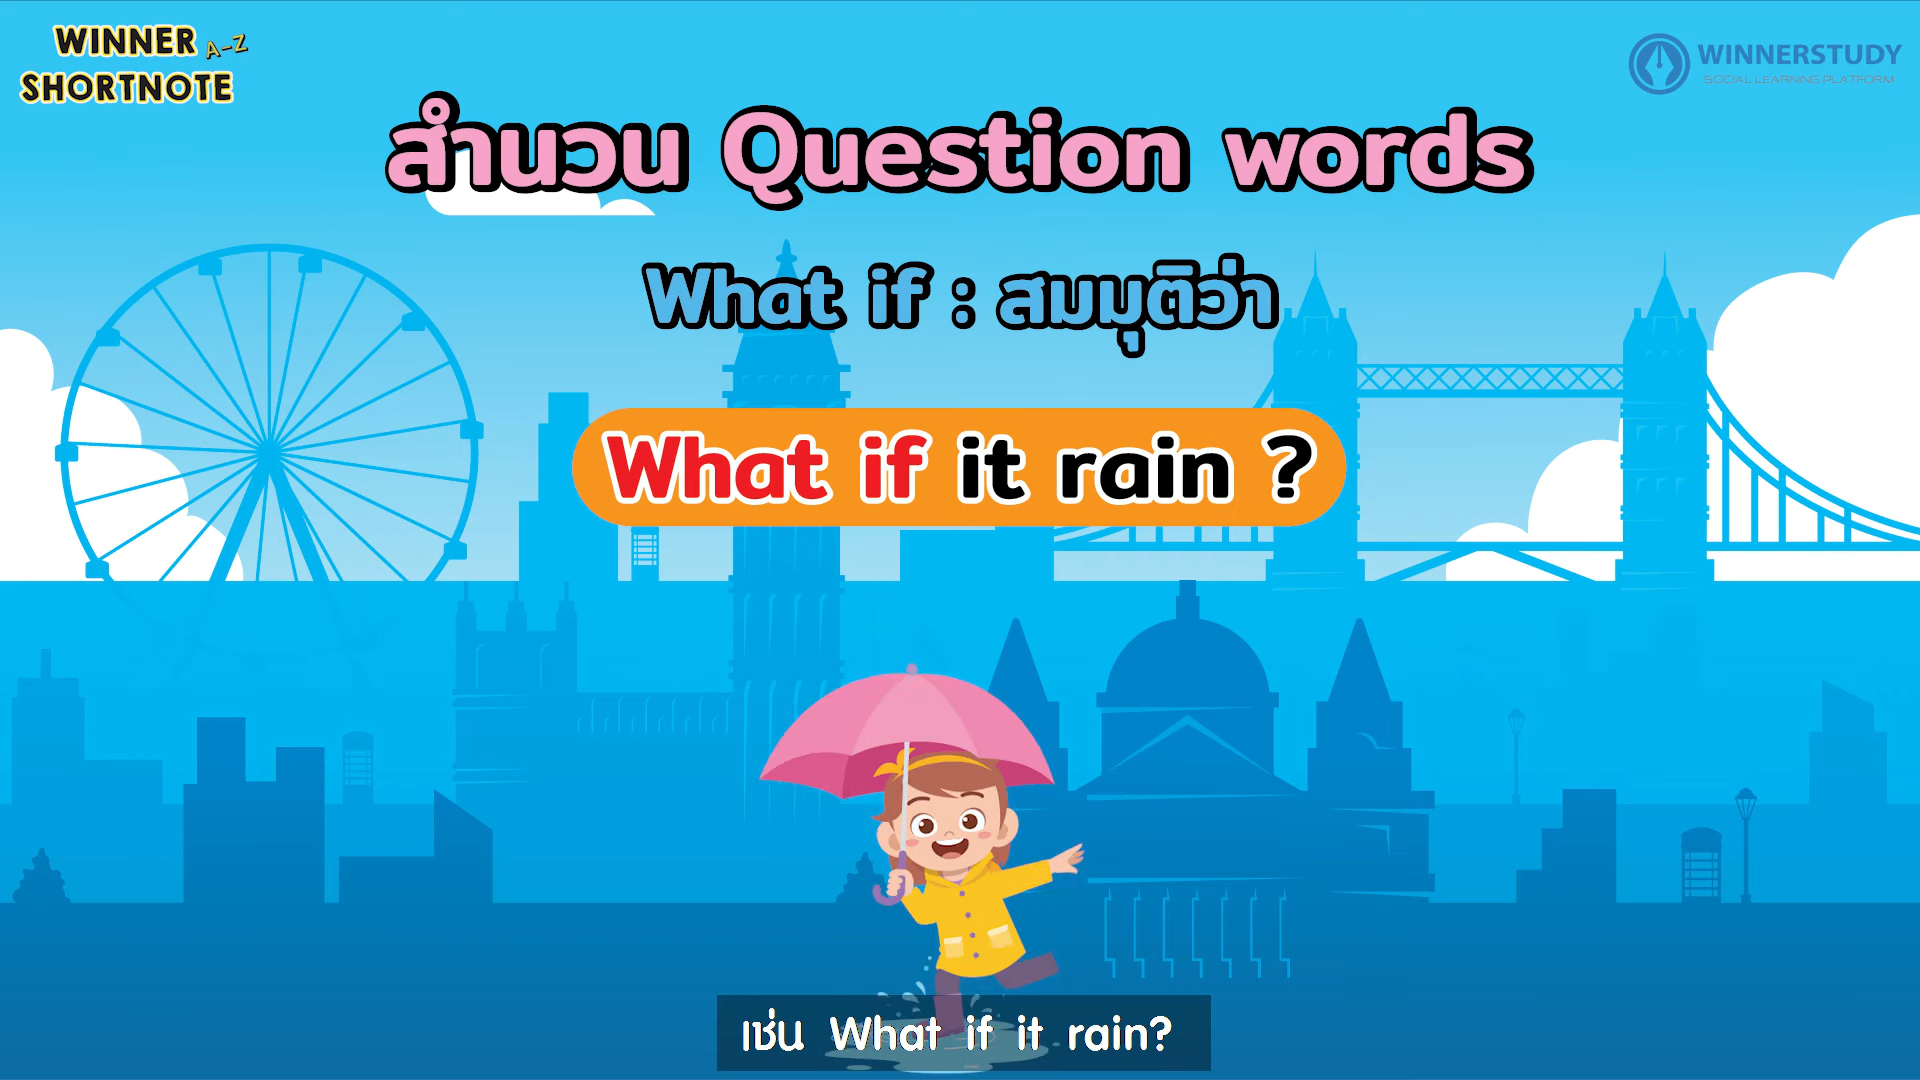 WINNER A-Z
SHORTNOTE
WINNERSTUDY
SOCIAL LEARNING PLATFORM
สำนวน Question words
What if : สมมุติว่า
What if it rain ?
เช่น What if it rain?